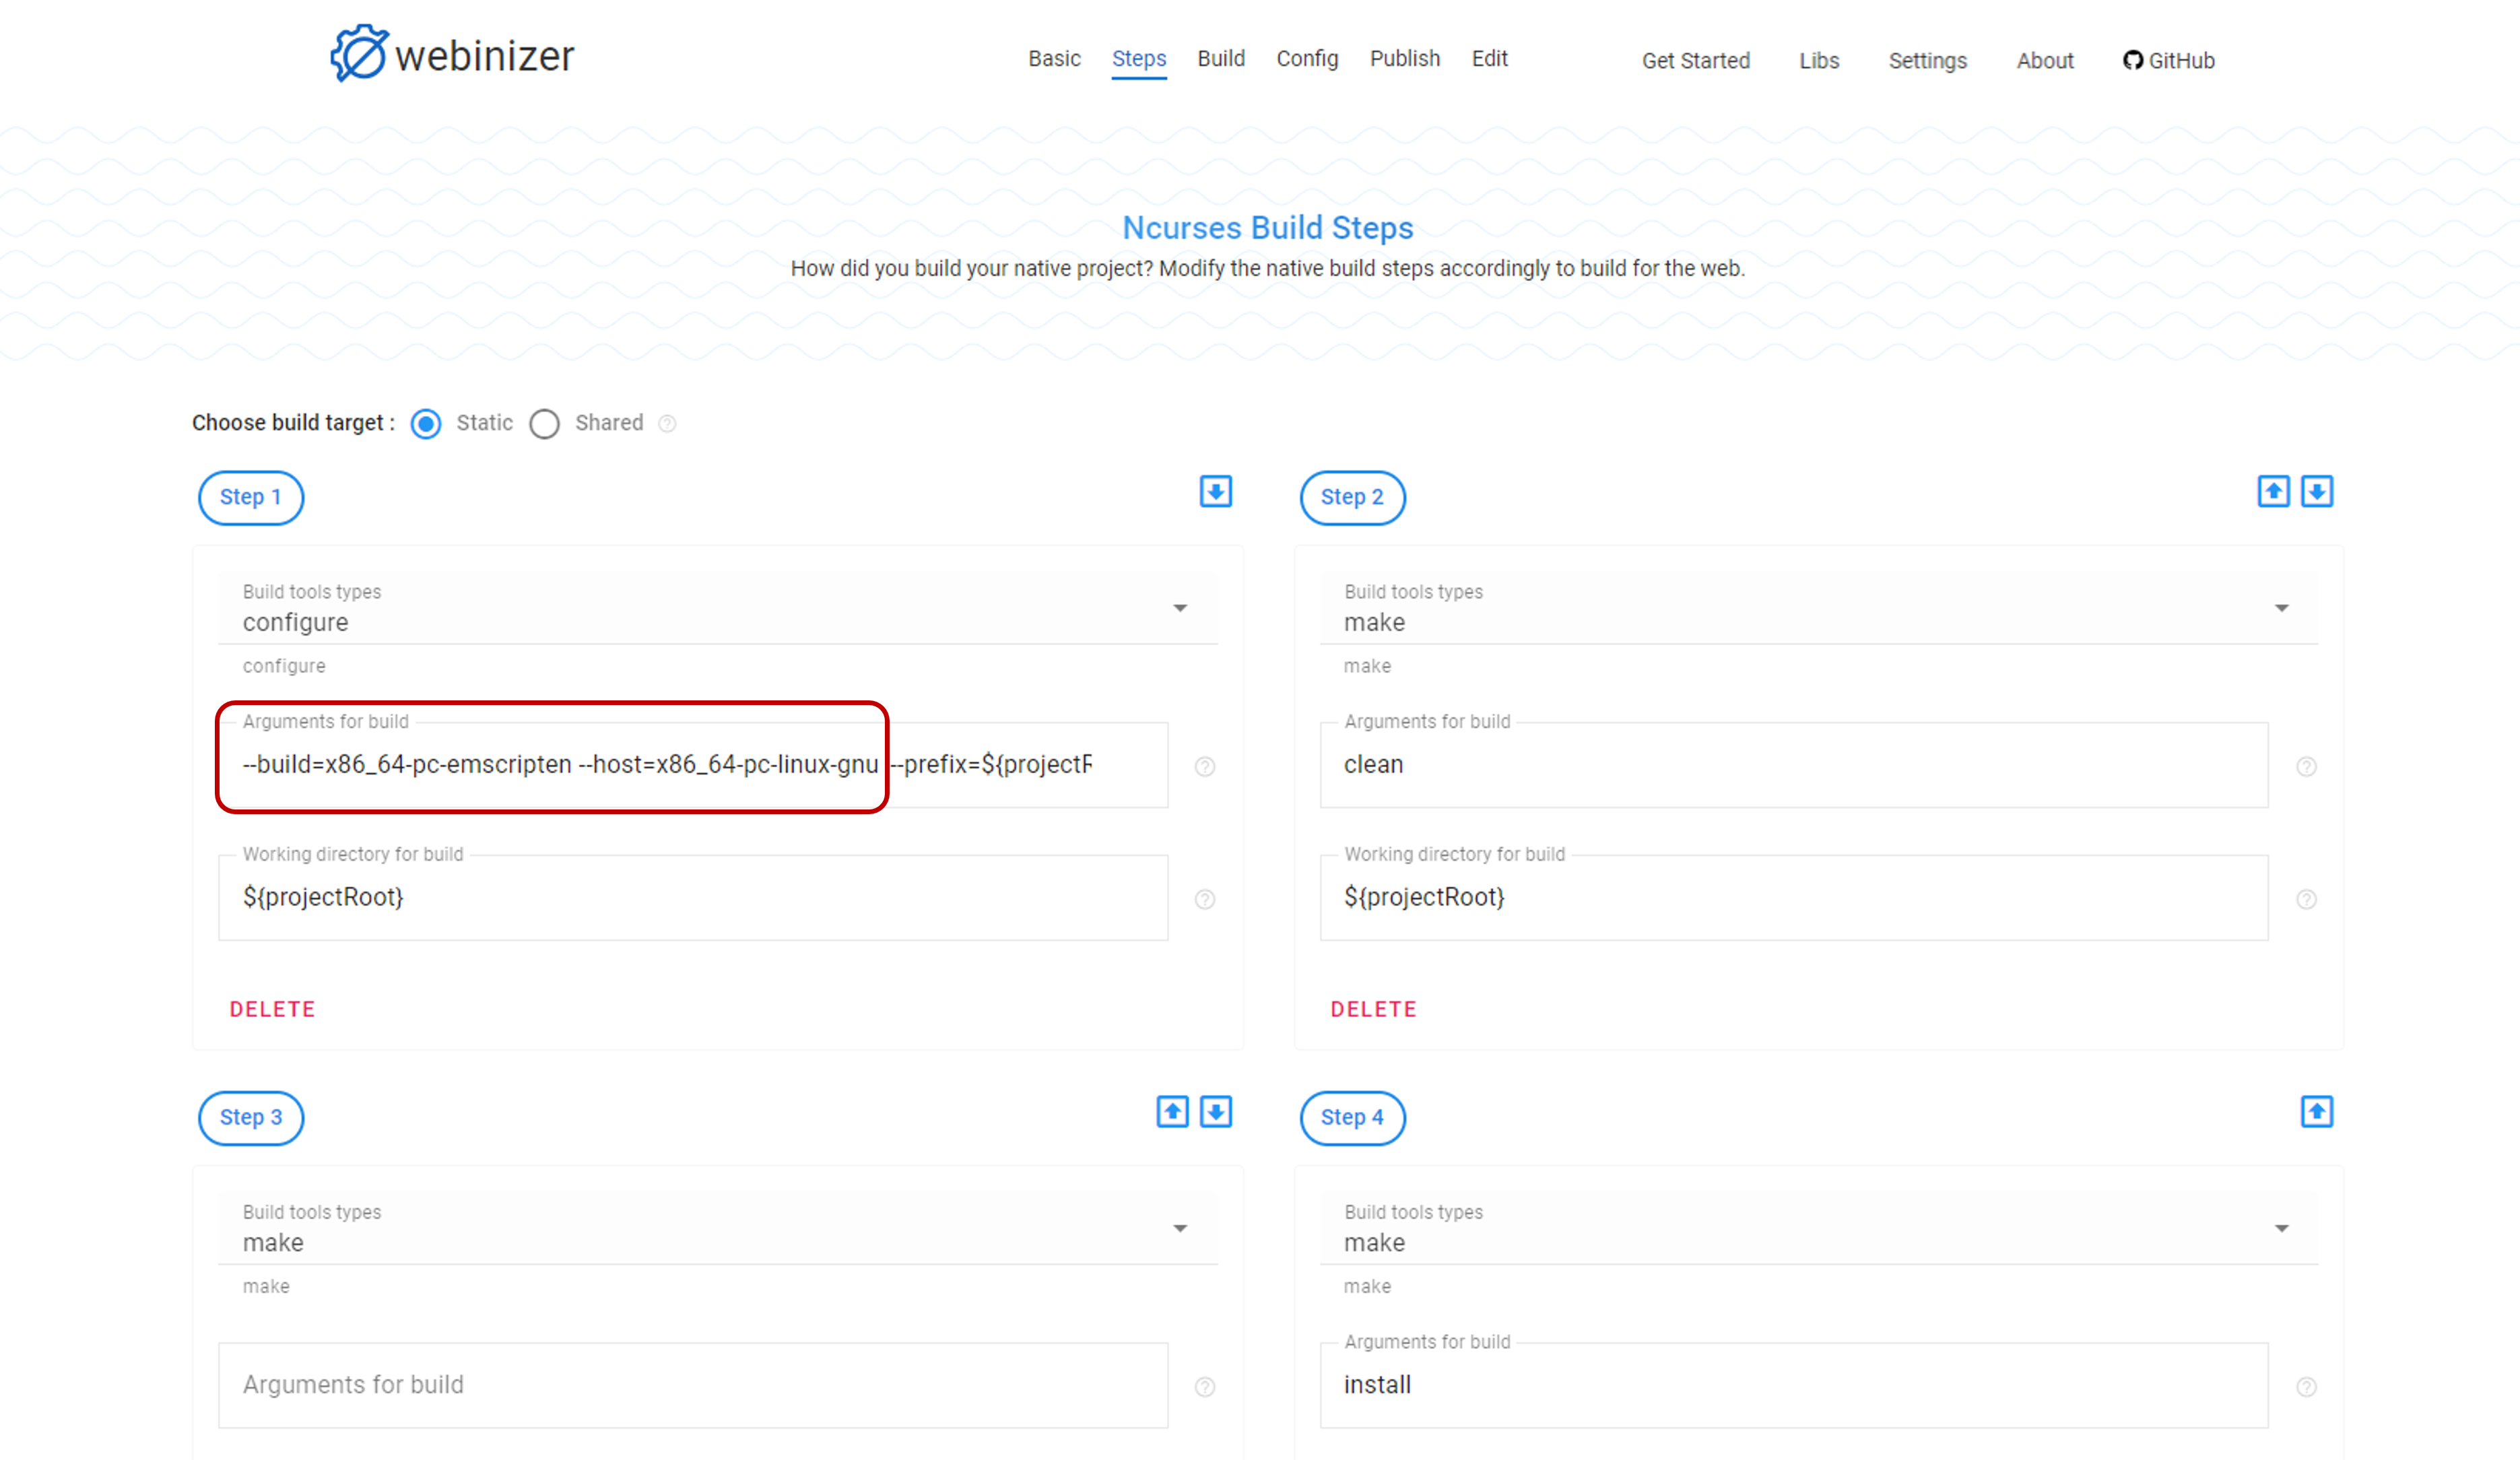 webinizer
Basic Steps Build Config Publish Edit Get Started Libs Settings About GitHub
Ncurses Build Steps
How did you build your native project? Modify the native build steps accordingly to build for the web.
Choose build target : Static Shared
Step 1
Build tools types
configure
configure
Arguments for build
--build=x86_64-pc-emscripten --host=x86_64-pc-linux-gnu --prefix=${projectR
Working directory for build
${projectRoot}
DELETE
Step 2
Build tools types
make
make
Arguments for build
clean
Working directory for build
${projectRoot}
DELETE
Step 3
Build tools types
make
make
Arguments for build
Step 4
Build tools types
make
make
Arguments for build
install